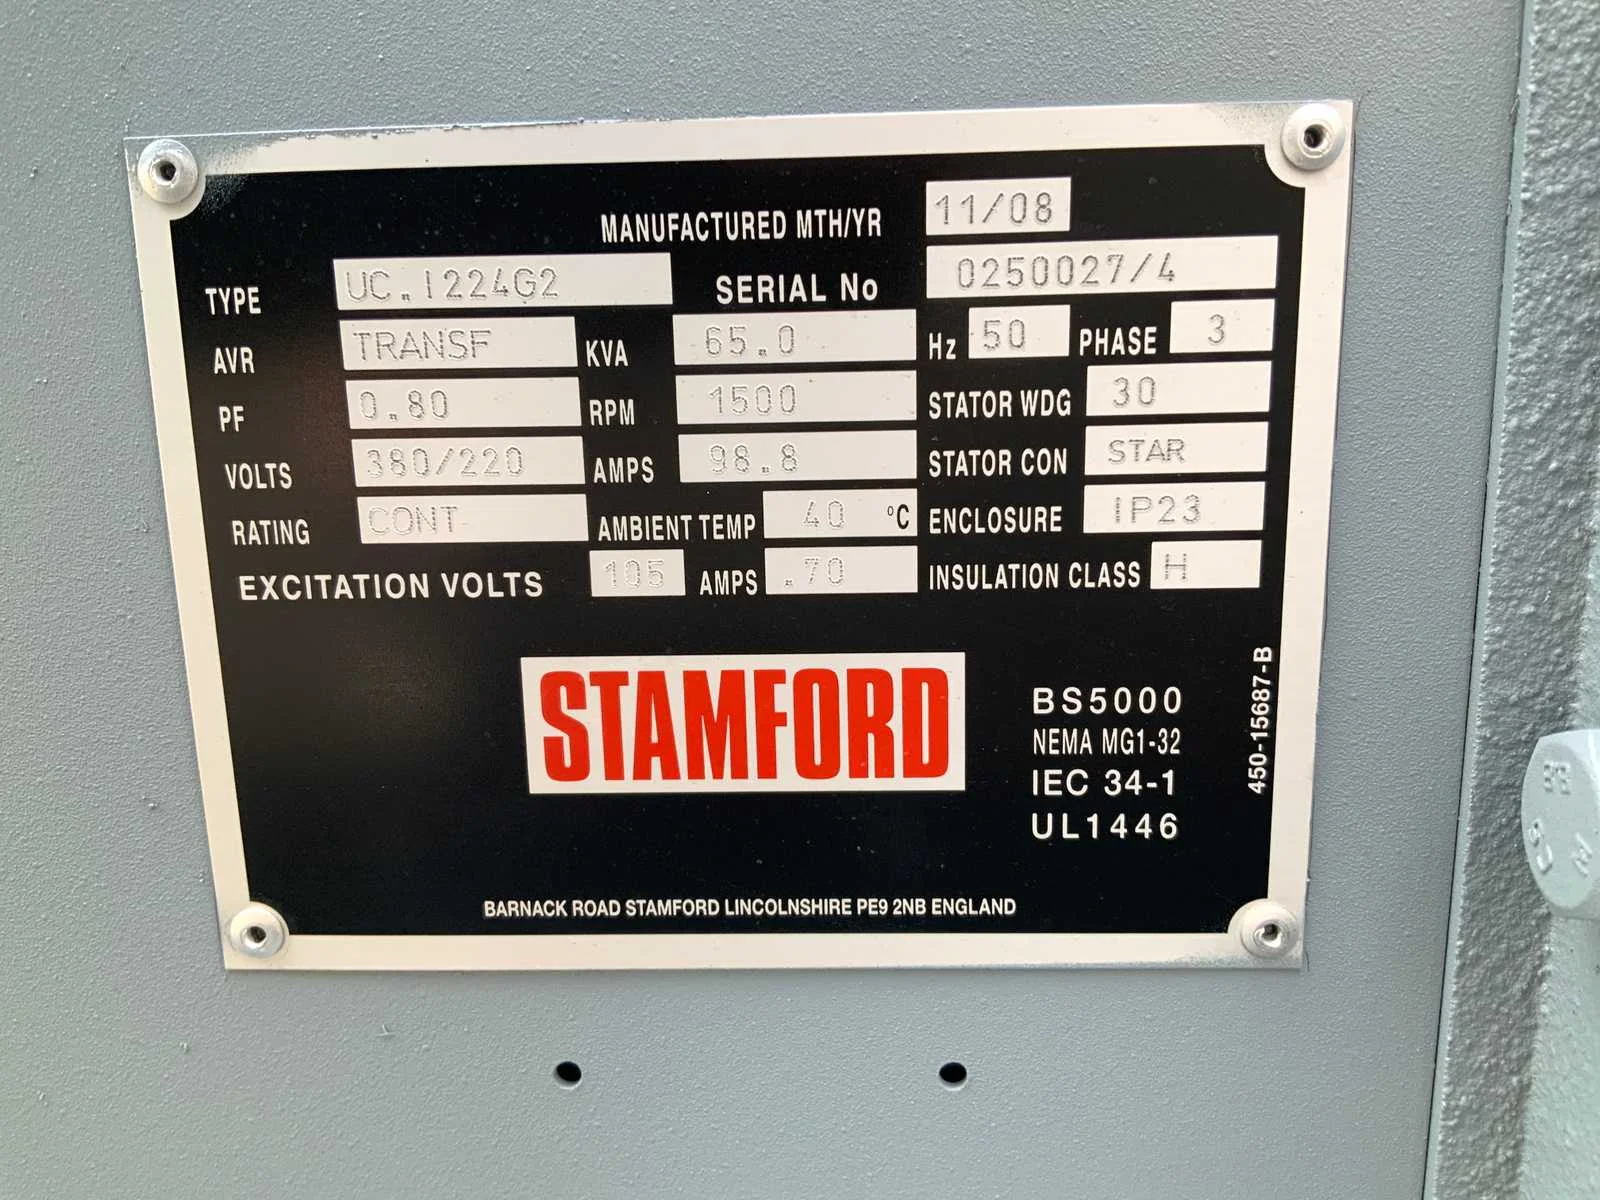 MANUFACTURED MTH/YR 11/08
TYPE UC.I224G2 SERIAL No 0250027/4
AVR TRANSF KVA 65.0 Hz 50 PHASE 3
PF 0.80 RPM 1500 STATOR WDG 30
VOLTS 380/220 AMPS 98.8 STATOR CON STAR
RATING CONT AMBIENT TEMP 40 °C ENCLOSURE IP23
EXCITATION VOLTS 105 AMPS .70 INSULATION CLASS H
STAMFORD
BS5000
NEMA MG1-32
IEC 34-1
UL1446
450-15687-B
BARNACK ROAD STAMFORD LINCOLNSHIRE PE9 2NB ENGLAND